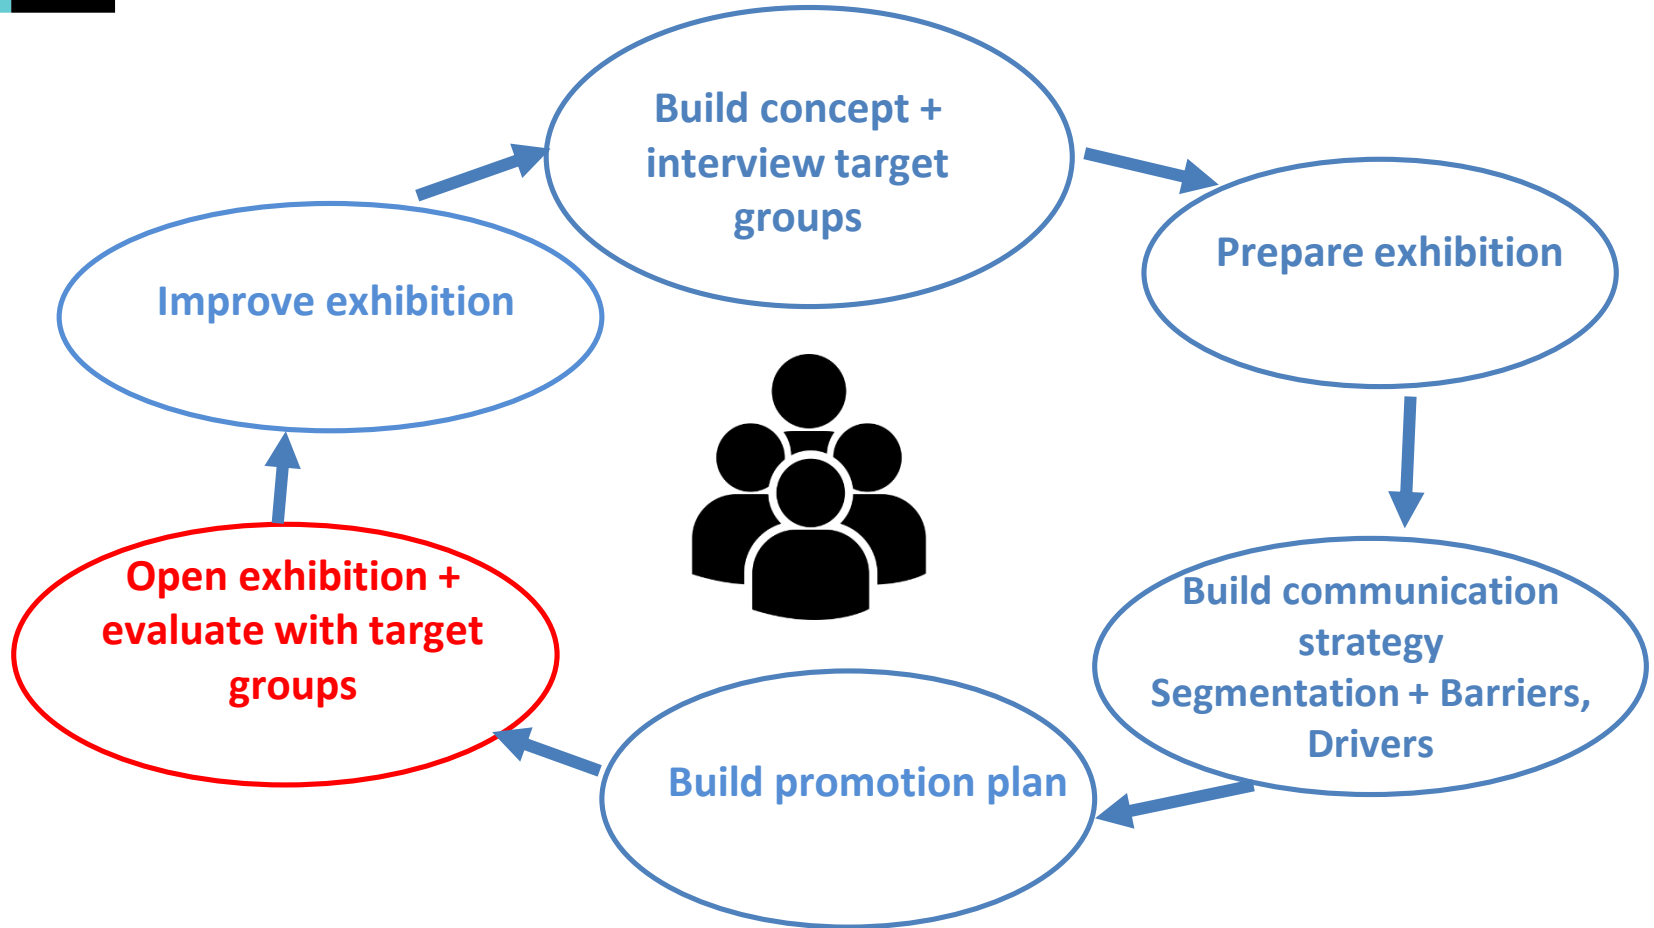 Build concept +
interview target
groups
Prepare exhibition
Build communication
strategy
Segmentation + Barriers,
Drivers
Build promotion plan
Open exhibition +
evaluate with target
groups
Improve exhibition